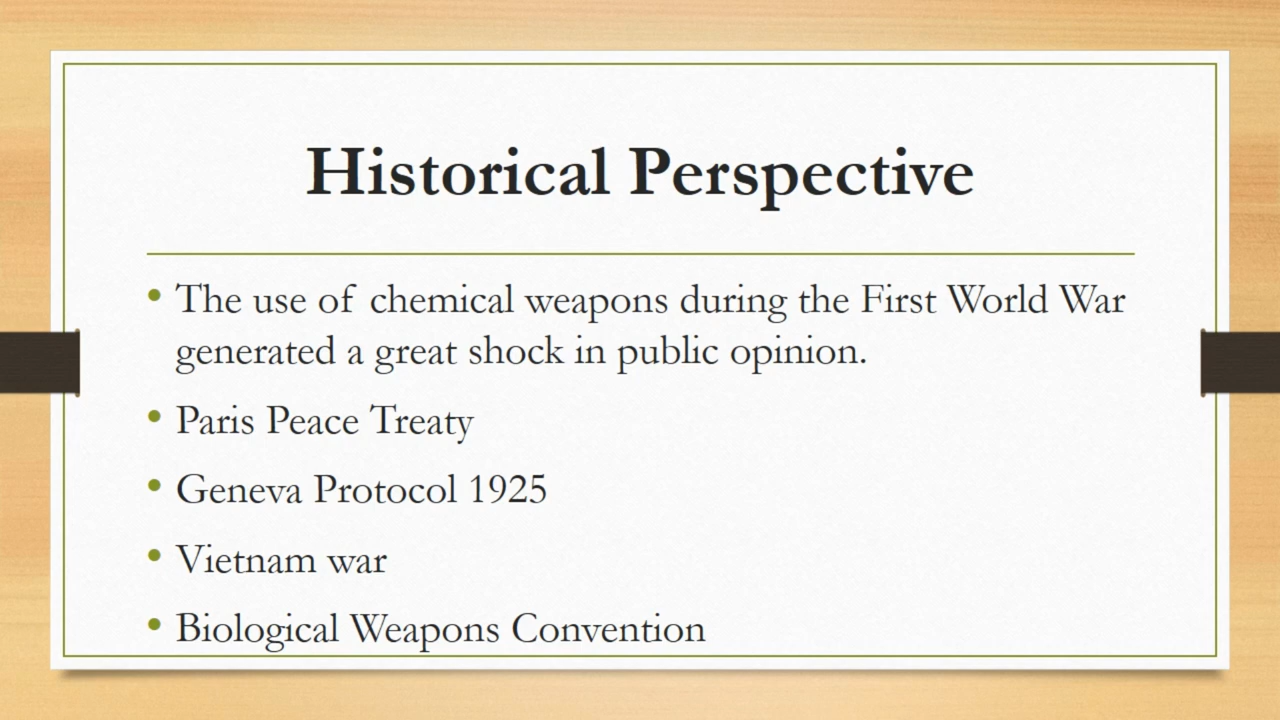 Historical Perspective
• The use of chemical weapons during the First World War
generated a great shock in public opinion.
• Paris Peace Treaty
• Geneva Protocol 1925
• Vietnam war
• Biological Weapons Convention